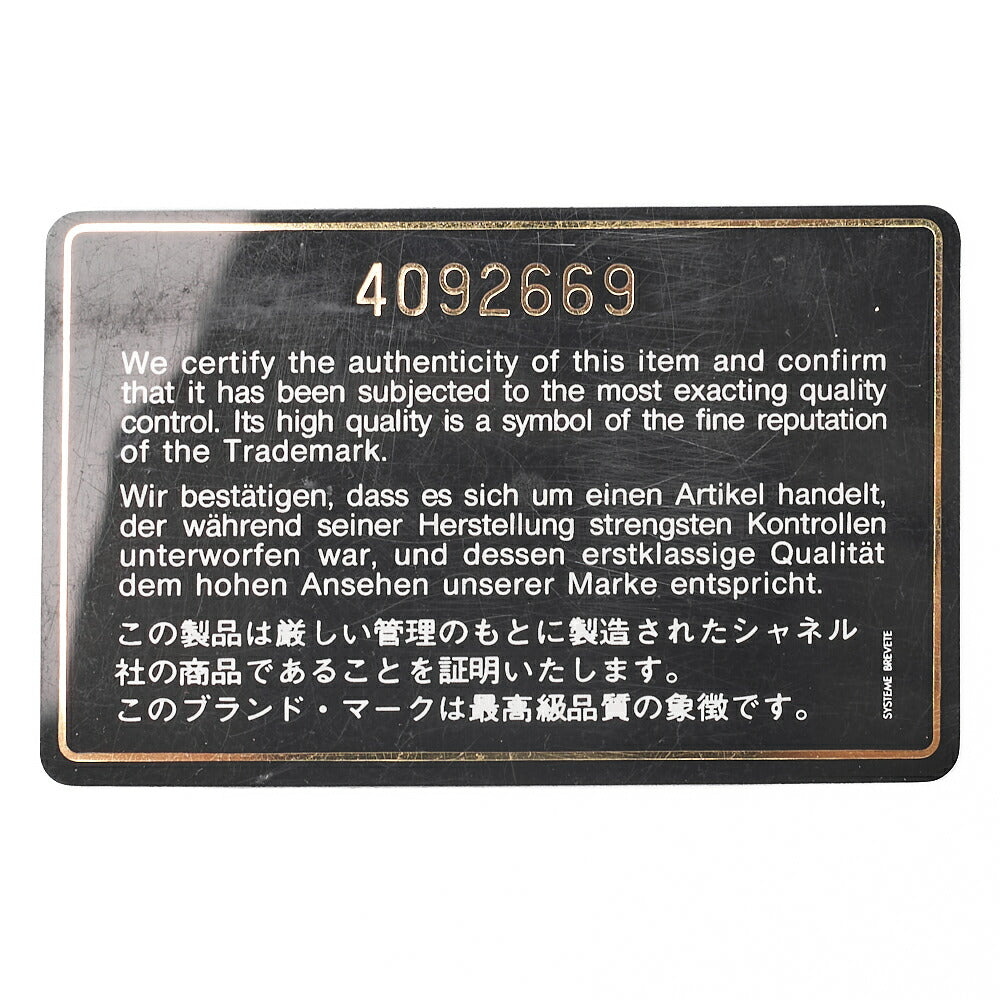 4092669
We certify the authenticity of this item and confirm
that it has been subjected to the most exacting quality
control. Its high quality is a symbol of the fine reputation
of the Trademark.
Wir bestätigen, dass es sich um einen Artikel handelt,
der während seiner Herstellung strengsten Kontrollen
unterworfen war, und dessen erstklassige Qualität
dem hohen Ansehen unserer Marke entspricht.
この製品は厳しい管理のもとに製造されたシャネル
社の商品であることを証明いたします。
このブランド・マークは最高級品質の象徴です。
SYSTEME BREVETE